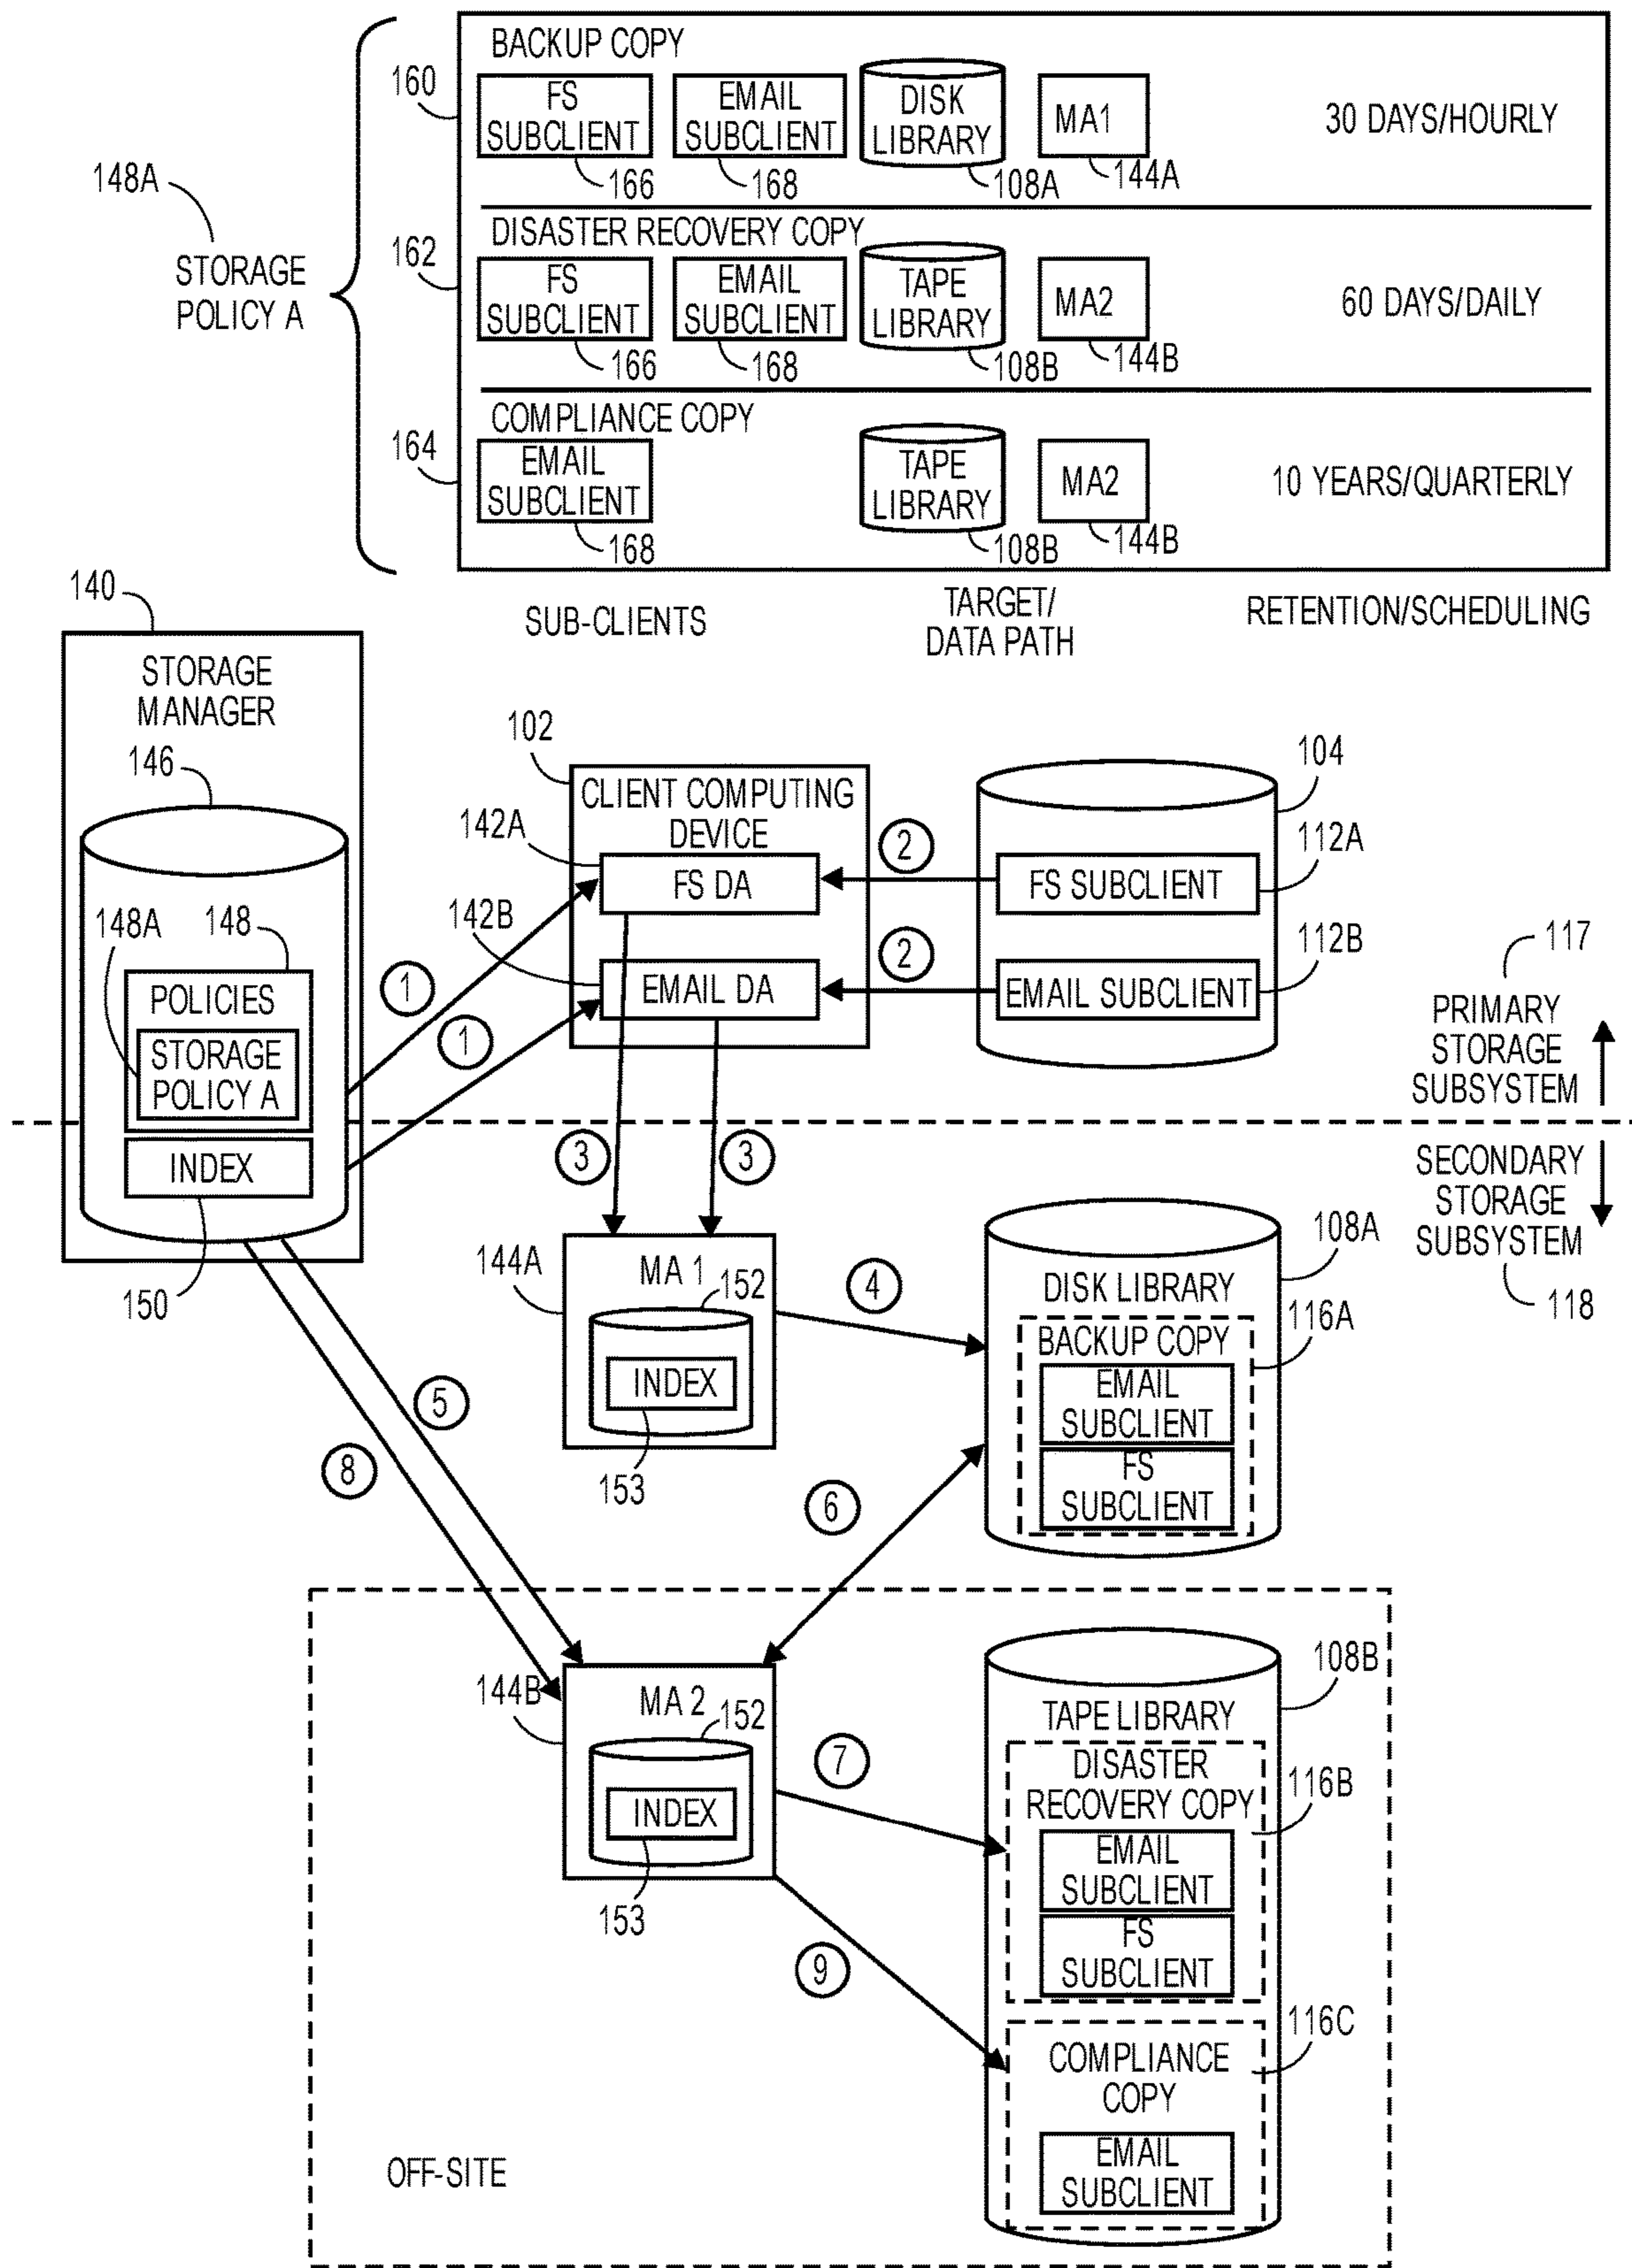 BACKUP COPY
160
FS
SUBCLIENT
166
EMAIL
SUBCLIENT
168
DISK
LIBRARY
108A
MA1
144A
30 DAYS/HOURLY
148A
STORAGE
POLICY A
DISASTER RECOVERY COPY
162
FS
SUBCLIENT
166
EMAIL
SUBCLIENT
168
TAPE
LIBRARY
108B
MA2
144B
60 DAYS/DAILY
COMPLIANCE COPY
164
EMAIL
SUBCLIENT
168
TAPE
LIBRARY
108B
MA2
144B
10 YEARS/QUARTERLY
SUB-CLIENTS
TARGET/
DATA PATH
RETENTION/SCHEDULING
140
STORAGE
MANAGER
146
148A
148
POLICIES
STORAGE
POLICY A
INDEX
150
102
CLIENT COMPUTING
DEVICE
142A
FS DA
142B
EMAIL DA
1
1
2
2
104
FS SUBCLIENT
112A
EMAIL SUBCLIENT
112B
117
PRIMARY
STORAGE
SUBSYSTEM
SECONDARY
STORAGE
SUBSYSTEM
118
3
3
144A
MA 1
152
INDEX
153
4
108A
DISK LIBRARY
116A
BACKUP COPY
EMAIL
SUBCLIENT
FS
SUBCLIENT
5
8
6
144B
MA 2
152
INDEX
153
7
9
108B
TAPE LIBRARY
DISASTER
RECOVERY COPY
116B
EMAIL
SUBCLIENT
FS
SUBCLIENT
116C
COMPLIANCE
COPY
EMAIL
SUBCLIENT
OFF-SITE